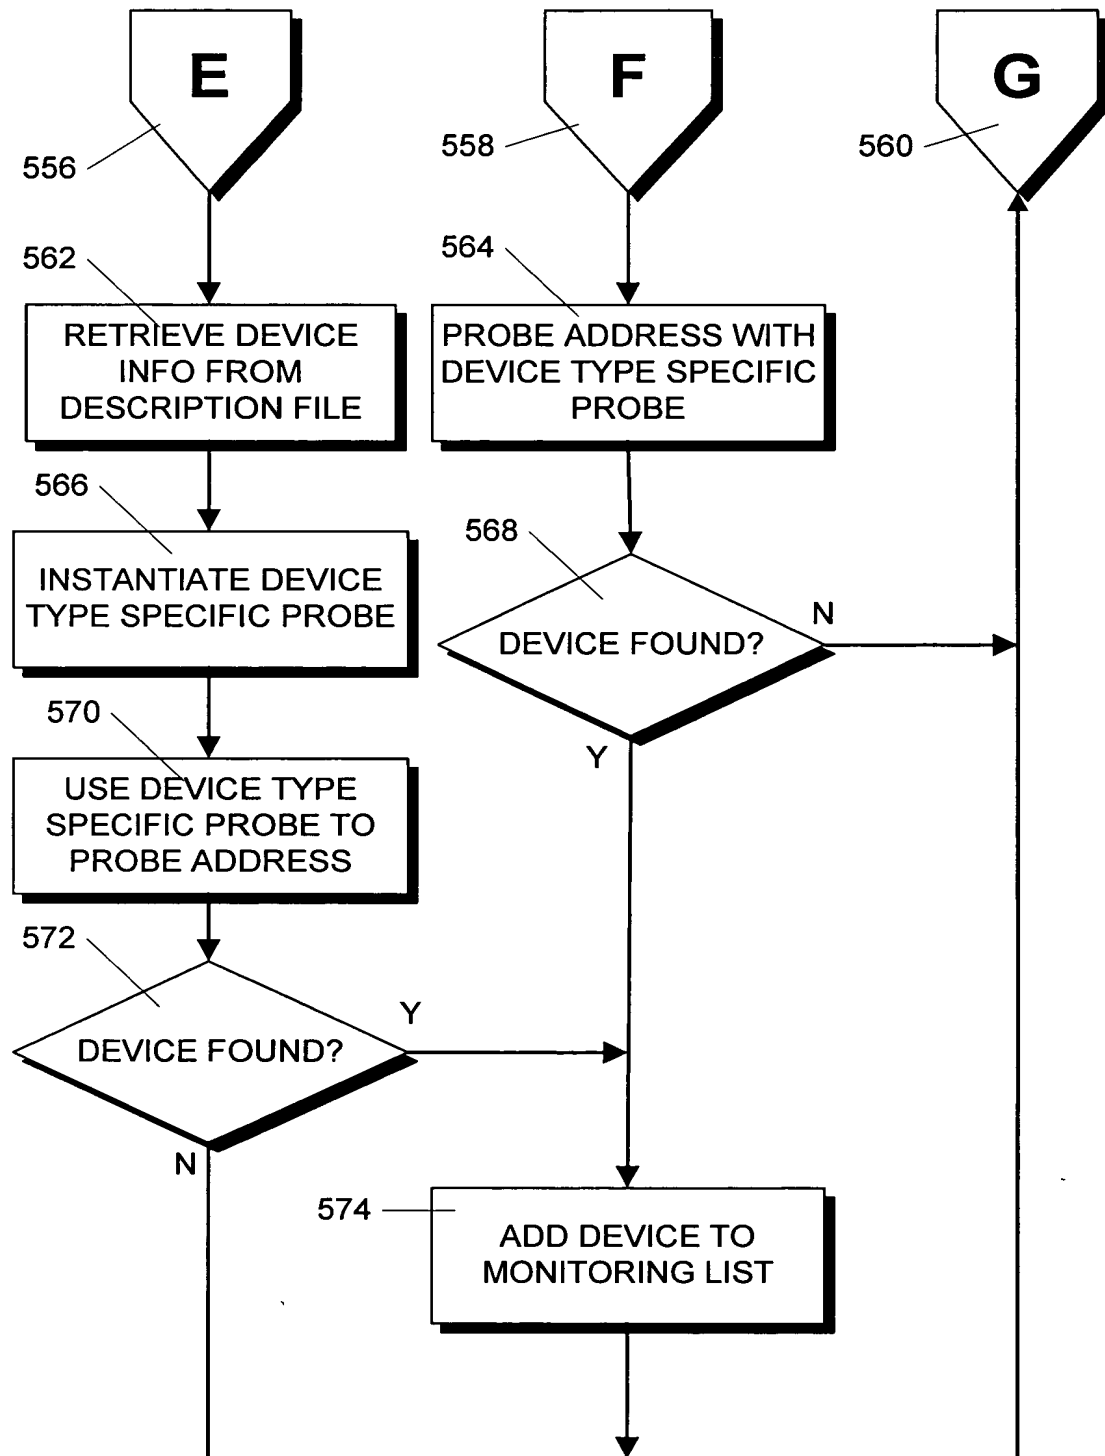 E
F
G
556
558
560
562
564
RETRIEVE DEVICE
INFO FROM
DESCRIPTION FILE
PROBE ADDRESS WITH
DEVICE TYPE SPECIFIC
PROBE
566
568
INSTANTIATE DEVICE
TYPE SPECIFIC PROBE
DEVICE FOUND?
N
Y
570
USE DEVICE TYPE
SPECIFIC PROBE TO
PROBE ADDRESS
572
DEVICE FOUND?
Y
N
574
ADD DEVICE TO
MONITORING LIST